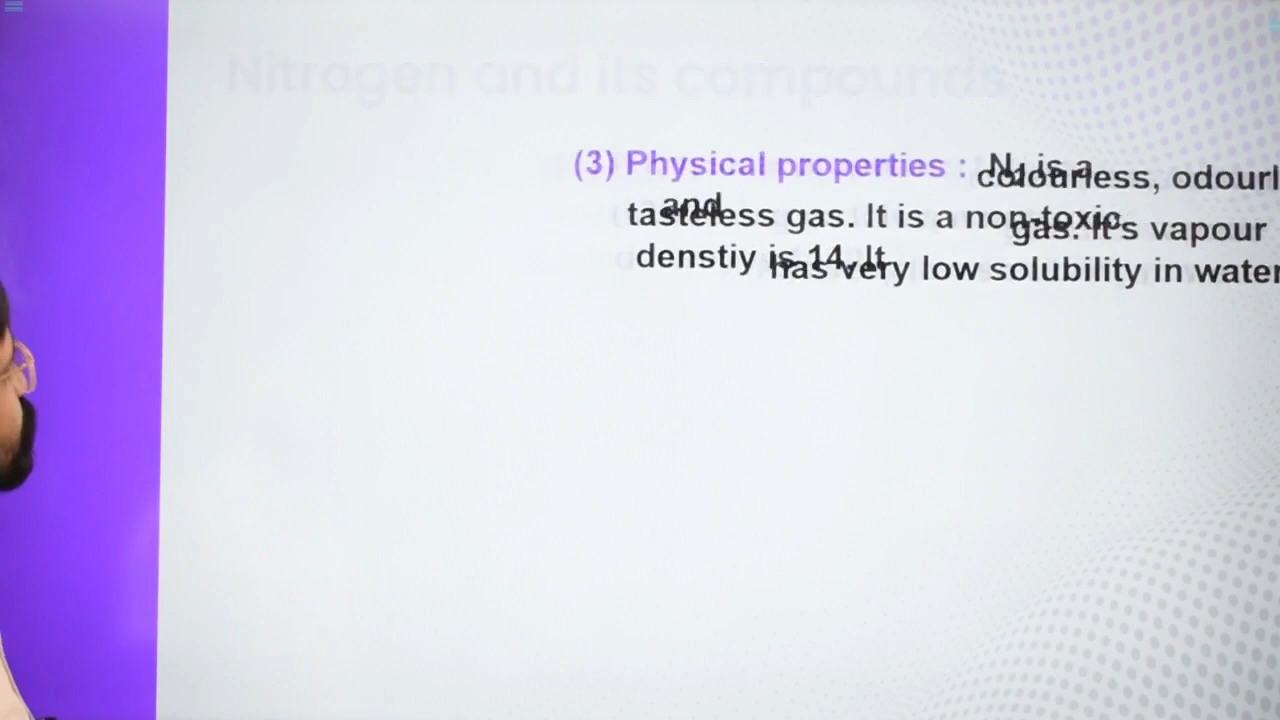 Nitrogen and its compounds
(3) Physical properties : N₂ is a colourless, odourl
and tasteless gas. It is a non-toxic gas. It's vapour
denstiy is 14. It has very low solubility in water